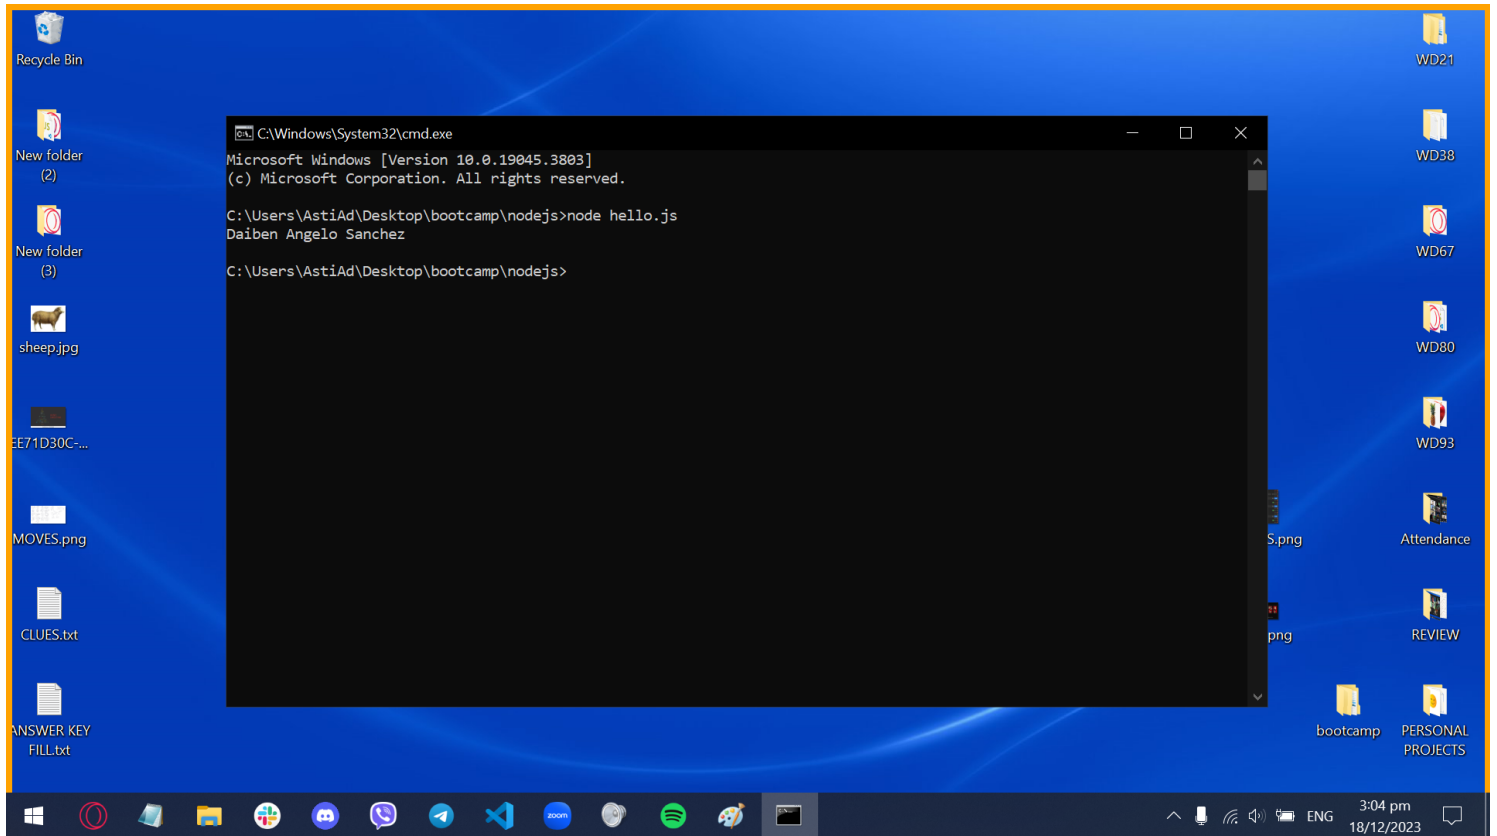 Recycle Bin
New folder
(2)
New folder
(3)
sheep.jpg
EE71D30C-...
MOVES.png
CLUES.txt
ANSWER KEY
FILL.txt
C:\Windows\System32\cmd.exe
Microsoft Windows [Version 10.0.19045.3803]
(c) Microsoft Corporation. All rights reserved.
C:\Users\AstiAd\Desktop\bootcamp\nodejs>node hello.js
Daiben Angelo Sanchez
C:\Users\AstiAd\Desktop\bootcamp\nodejs>
S.png
png
bootcamp
WD21
WD38
WD67
WD80
WD93
Attendance
REVIEW
PERSONAL
PROJECTS
zoom
ENG
3:04 pm
18/12/2023